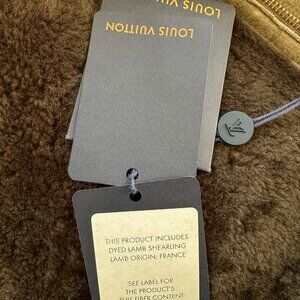 LOUIS VUITTON
LOUIS VUITTON
THIS PRODUCT INCLUDES
DYED LAMB SHEARLING
LAMB ORIGIN: FRANCE
SEE LABEL FOR
THE PRODUCT'S
FULL FIBER CONTENT